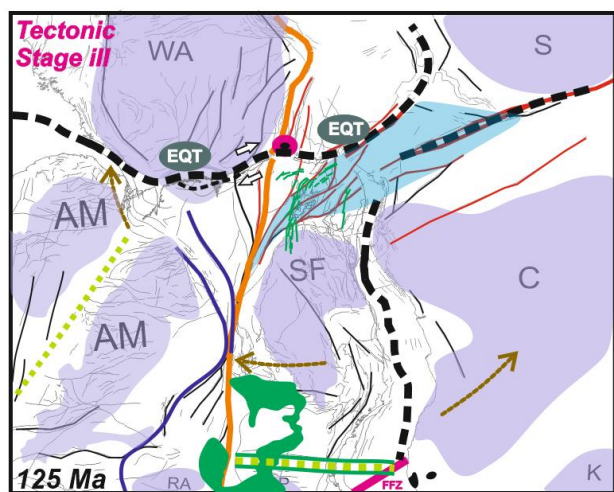 Tectonic
Stage iii
WA
S
EQT
EQT
AM
SF
C
AM
125 Ma
RA
P
FFZ
K